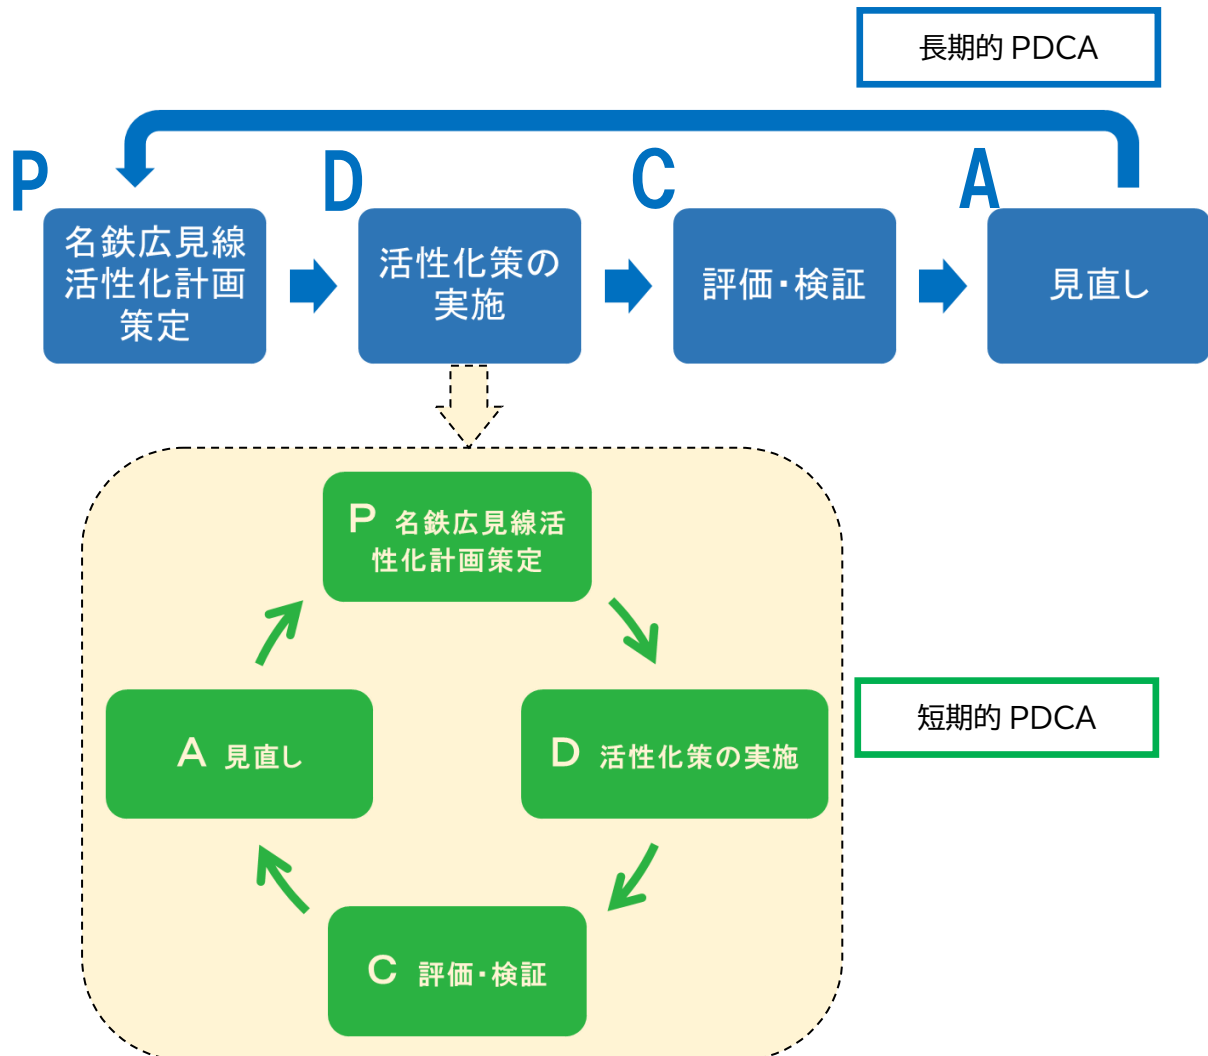 長期的 PDCA
P
D
C
A
名鉄広見線
活性化計画
策定
活性化策の
実施
評価・検証
見直し
P 名鉄広見線活
性化計画策定
A 見直し
D 活性化策の実施
短期的 PDCA
C 評価・検証